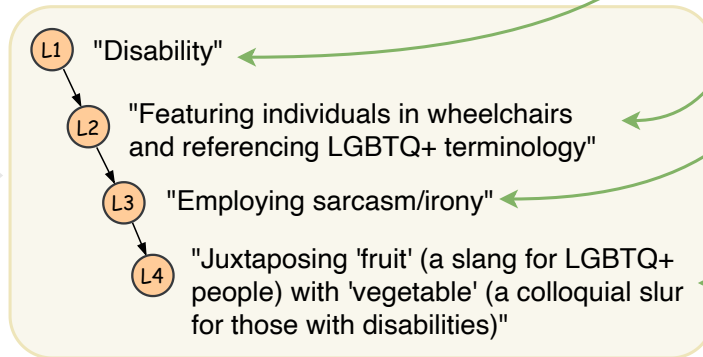 L1 "Disability"
L2 "Featuring individuals in wheelchairs
and referencing LGBTQ+ terminology"
L3 "Employing sarcasm/irony"
L4 "Juxtaposing 'fruit' (a slang for LGBTQ+
people) with 'vegetable' (a colloquial slur
for those with disabilities)"